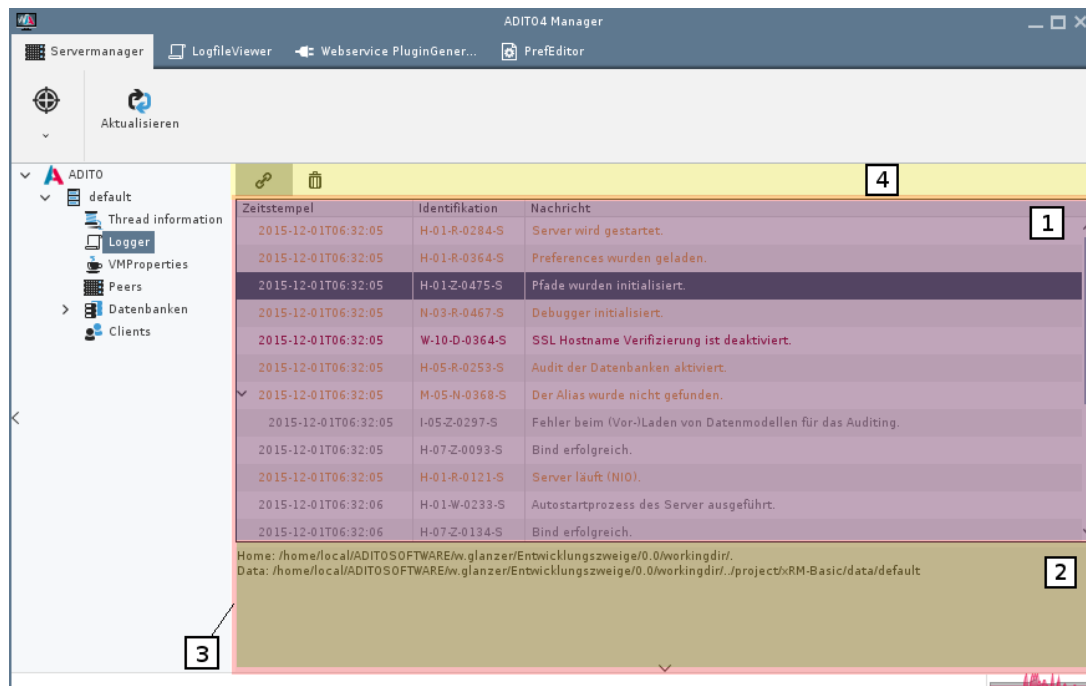 ADITO4 Manager
Servermanager LogfileViewer Webservice PluginGener... PrefEditor
Aktualisieren
ADITO
default
Thread information
Logger
VMProperties
Peers
Datenbanken
Clients
4
Zeitstempel Identifikation Nachricht
1
2015-12-01T06:32:05 H-01-R-0284-S Server wird gestartet.
2015-12-01T06:32:05 H-01-R-0364-S Preferences wurden geladen.
2015-12-01T06:32:05 H-01-Z-0475-S Pfade wurden initialisiert.
2015-12-01T06:32:05 N-03-R-0467-S Debugger initialisiert.
2015-12-01T06:32:05 W-10-D-0364-S SSL Hostname Verifizierung ist deaktiviert.
2015-12-01T06:32:05 H-05-R-0253-S Audit der Datenbanken aktiviert.
2015-12-01T06:32:05 M-05-N-0368-S Der Alias wurde nicht gefunden.
2015-12-01T06:32:05 I-05-Z-0297-S Fehler beim (Vor-)Laden von Datenmodellen für das Auditing.
2015-12-01T06:32:05 H-07-Z-0093-S Bind erfolgreich.
2015-12-01T06:32:05 H-01-R-0121-S Server läuft (NIO).
2015-12-01T06:32:06 H-01-W-0233-S Autostartprozess des Server ausgeführt.
2015-12-01T06:32:06 H-07-Z-0134-S Bind erfolgreich.
Home: /home/local/ADITOSOFTWARE/w.glanzer/Entwicklungszweige/0.0/workingdir/.
Data: /home/local/ADITOSOFTWARE/w.glanzer/Entwicklungszweige/0.0/workingdir/../project/xRM-Basic/data/default
2
3